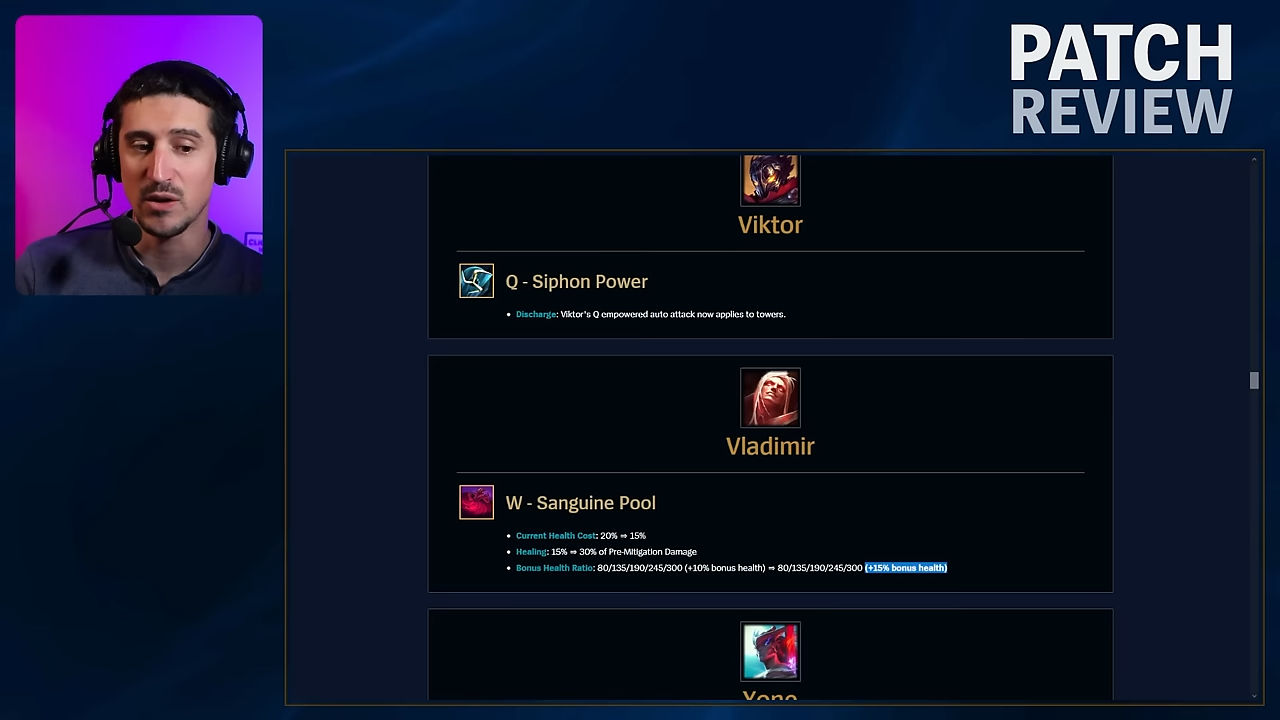 PATCH
REVIEW
Viktor
Q - Siphon Power
• Discharge: Viktor's Q empowered auto attack now applies to towers.
Vladimir
W - Sanguine Pool
• Current Health Cost: 20% ⇒ 15%
• Healing: 15% ⇒ 30% of Pre-Mitigation Damage
• Bonus Health Ratio: 80/135/190/245/300 (+10% bonus health) ⇒ 80/135/190/245/300 (+15% bonus health)
Yone